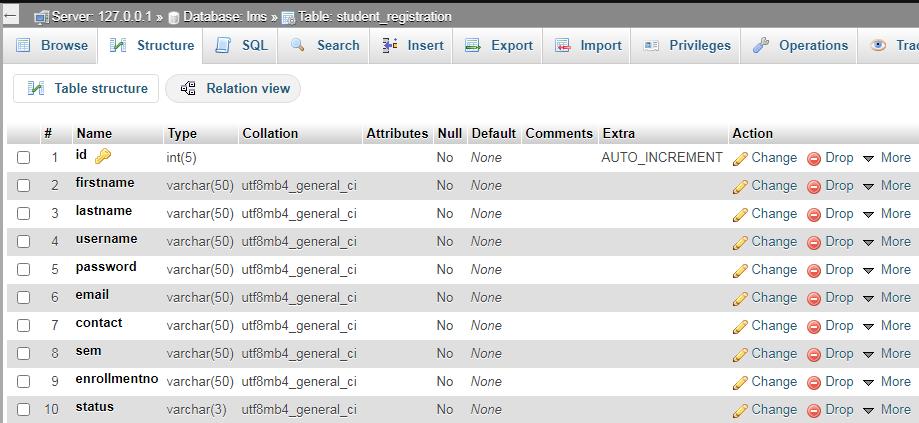 ← Server: 127.0.0.1 » Database: lms » Table: student_registration
Browse Structure SQL Search Insert Export Import Privileges Operations Tra
Table structure Relation view
# Name Type Collation Attributes Null Default Comments Extra Action
1 id int(5) No None AUTO_INCREMENT Change Drop More
2 firstname varchar(50) utf8mb4_general_ci No None Change Drop More
3 lastname varchar(50) utf8mb4_general_ci No None Change Drop More
4 username varchar(50) utf8mb4_general_ci No None Change Drop More
5 password varchar(50) utf8mb4_general_ci No None Change Drop More
6 email varchar(50) utf8mb4_general_ci No None Change Drop More
7 contact varchar(50) utf8mb4_general_ci No None Change Drop More
8 sem varchar(50) utf8mb4_general_ci No None Change Drop More
9 enrollmentno varchar(50) utf8mb4_general_ci No None Change Drop More
10 status varchar(3) utf8mb4_general_ci No None Change Drop More